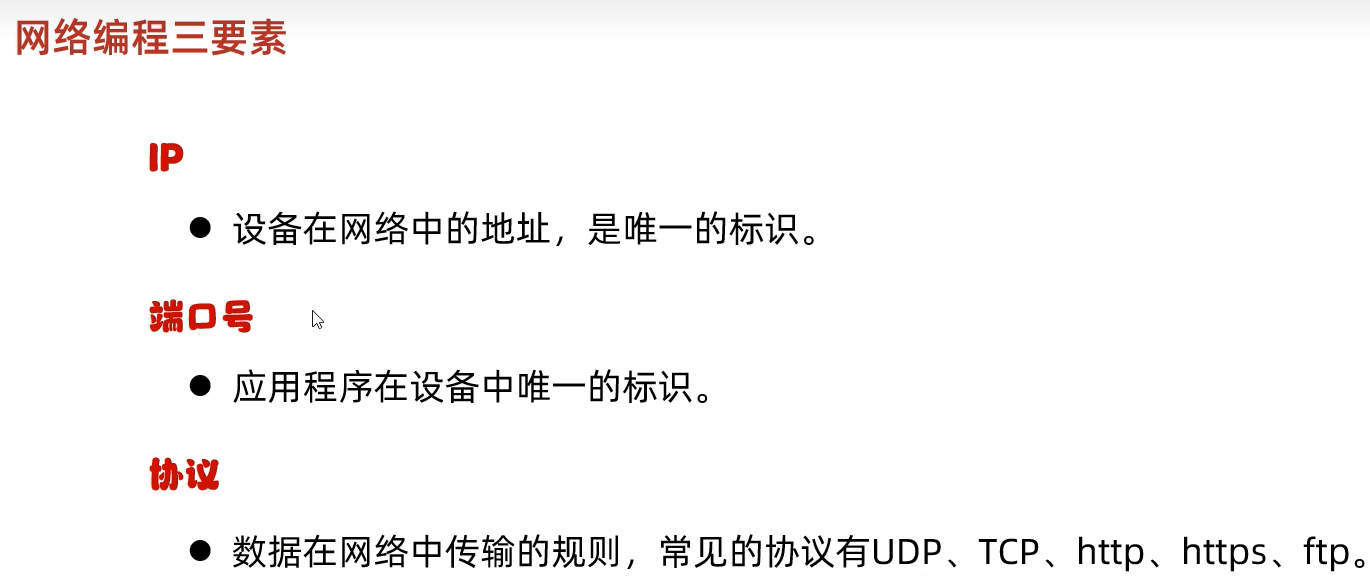 网络编程三要素
IP
● 设备在网络中的地址，是唯一的标识。
端口号
● 应用程序在设备中唯一的标识。
协议
● 数据在网络中传输的规则，常见的协议有UDP、TCP、http、https、ftp。